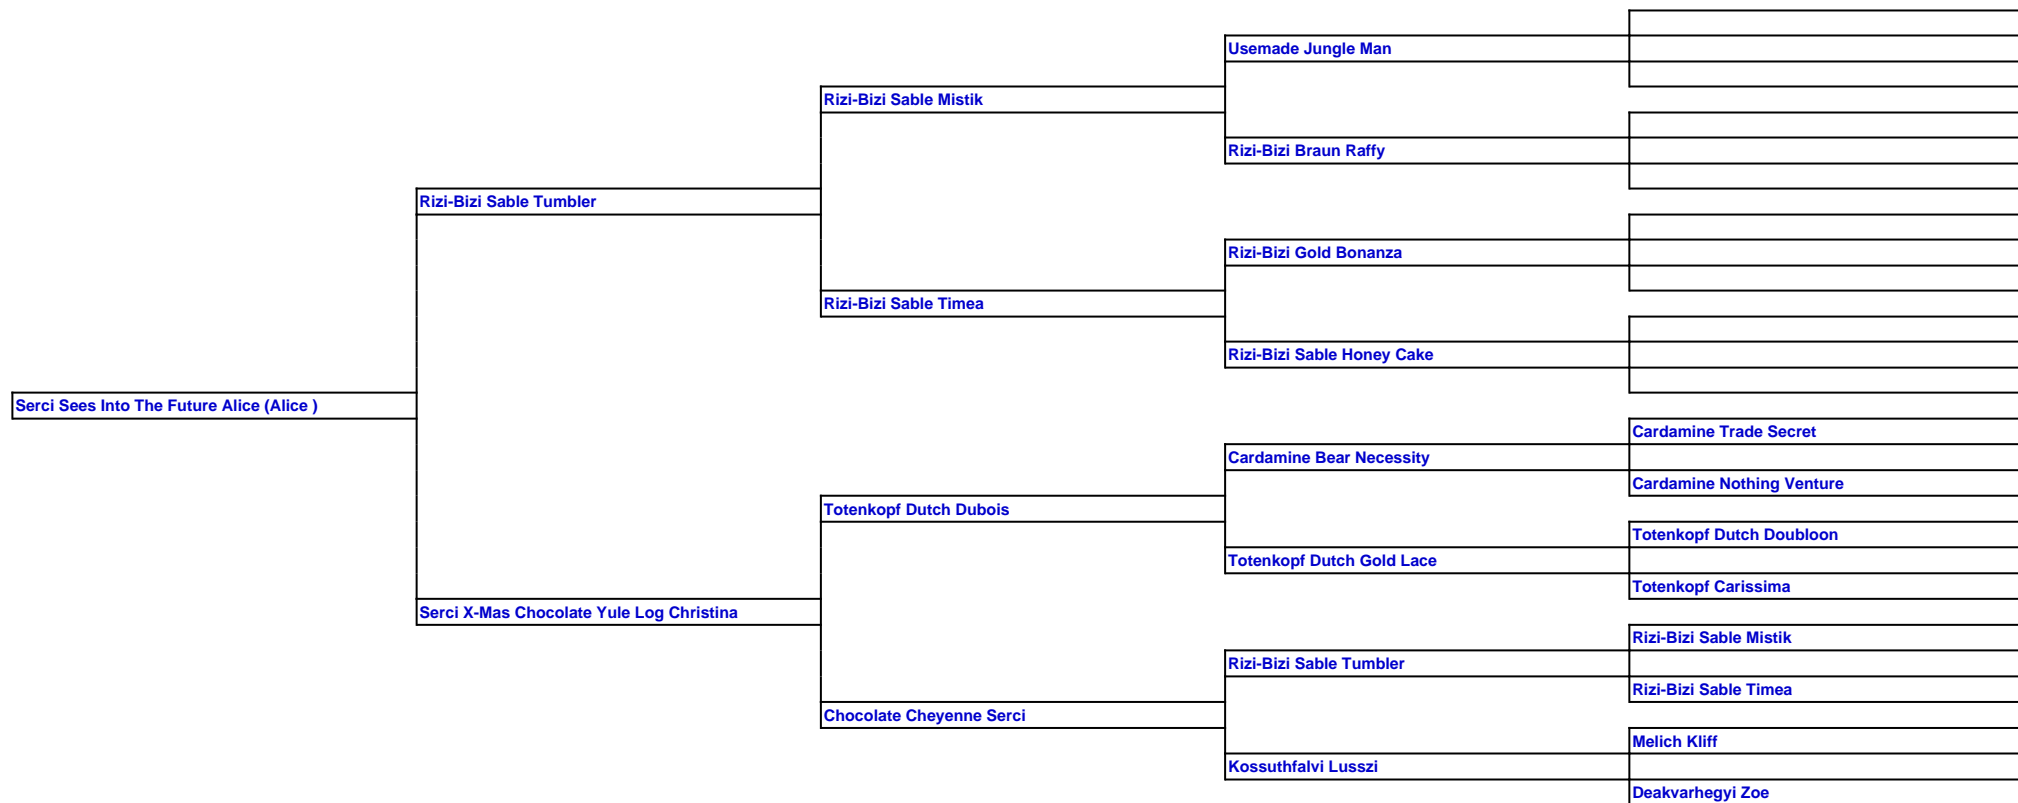 Usemade Jungle Man
Rizi-Bizi Sable Mistik
Rizi-Bizi Braun Raffy
Rizi-Bizi Sable Tumbler
Rizi-Bizi Gold Bonanza
Rizi-Bizi Sable Timea
Rizi-Bizi Sable Honey Cake
Serci Sees Into The Future Alice (Alice )
Cardamine Trade Secret
Cardamine Bear Necessity
Cardamine Nothing Venture
Totenkopf Dutch Dubois
Totenkopf Dutch Doubloon
Totenkopf Dutch Gold Lace
Totenkopf Carissima
Serci X-Mas Chocolate Yule Log Christina
Rizi-Bizi Sable Mistik
Rizi-Bizi Sable Tumbler
Rizi-Bizi Sable Timea
Chocolate Cheyenne Serci
Melich Kliff
Kossuthfalvi Lusszi
Deakvarhegyi Zoe